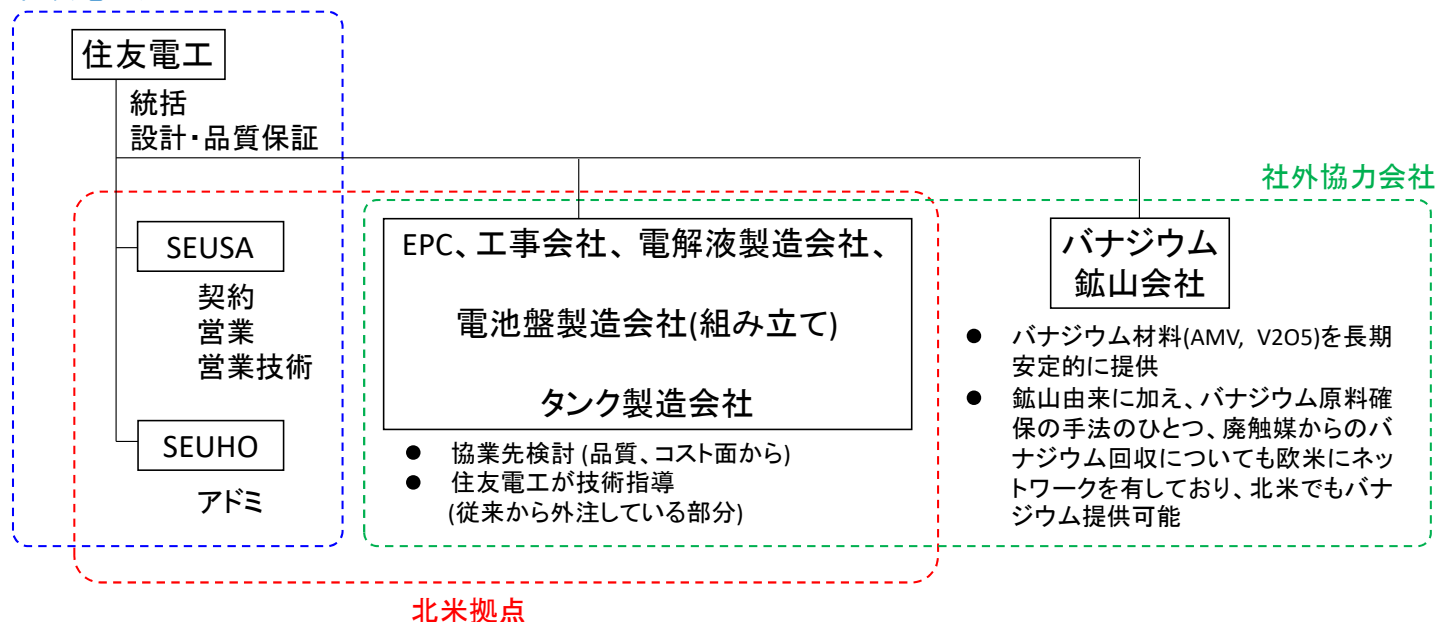 住友電工
統括
設計・品質保証
社外協力会社
SEUSA
契約
営業
営業技術
SEUHO
アドミ
EPC、工事会社、電解液製造会社、
電池盤製造会社(組み立て)
タンク製造会社
● 協業先検討 (品質、コスト面から)
● 住友電工が技術指導
(従来から外注している部分)
バナジウム
鉱山会社
● バナジウム材料(AMV, V2O5)を長期
安定的に提供
● 鉱山由来に加え、バナジウム原料確
保の手法のひとつ、廃触媒からのバ
ナジウム回収についても欧米にネッ
トワークを有しており、北米でもバナ
ジウム提供可能
北米拠点